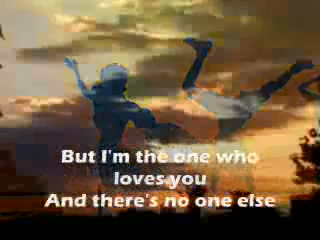 But I'm the one who
loves you
And there's no one else